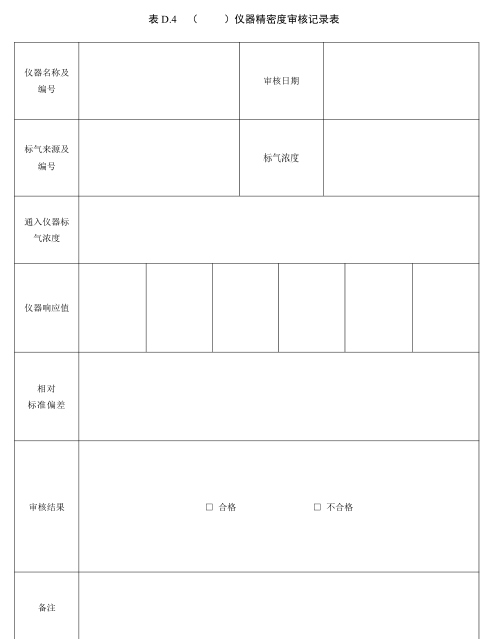 表 D.4 （ ）仪器精密度审核记录表
仪器名称及
编号
审核日期
标气来源及
编号
标气浓度
通入仪器标
气浓度
仪器响应值
相对
标准偏差
审核结果
□ 合格 □ 不合格
备注